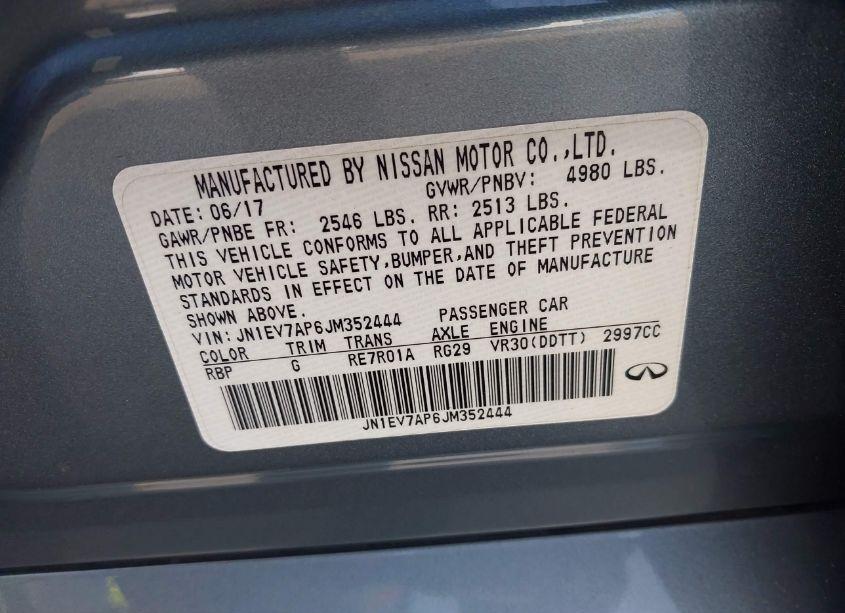 MANUFACTURED BY NISSAN MOTOR CO.,LTD.
DATE: 06/17 GVWR/PNBV: 4980 LBS.
GAWR/PNBE FR: 2546 LBS. RR: 2513 LBS.
THIS VEHICLE CONFORMS TO ALL APPLICABLE FEDERAL
MOTOR VEHICLE SAFETY,BUMPER,AND THEFT PREVENTION
STANDARDS IN EFFECT ON THE DATE OF MANUFACTURE
SHOWN ABOVE.
VIN: JN1EV7AP6JM352444 PASSENGER CAR
COLOR TRIM TRANS AXLE ENGINE
RBP G RE7R01A RG29 VR30(DDTT) 2997CC
JN1EV7AP6JM352444